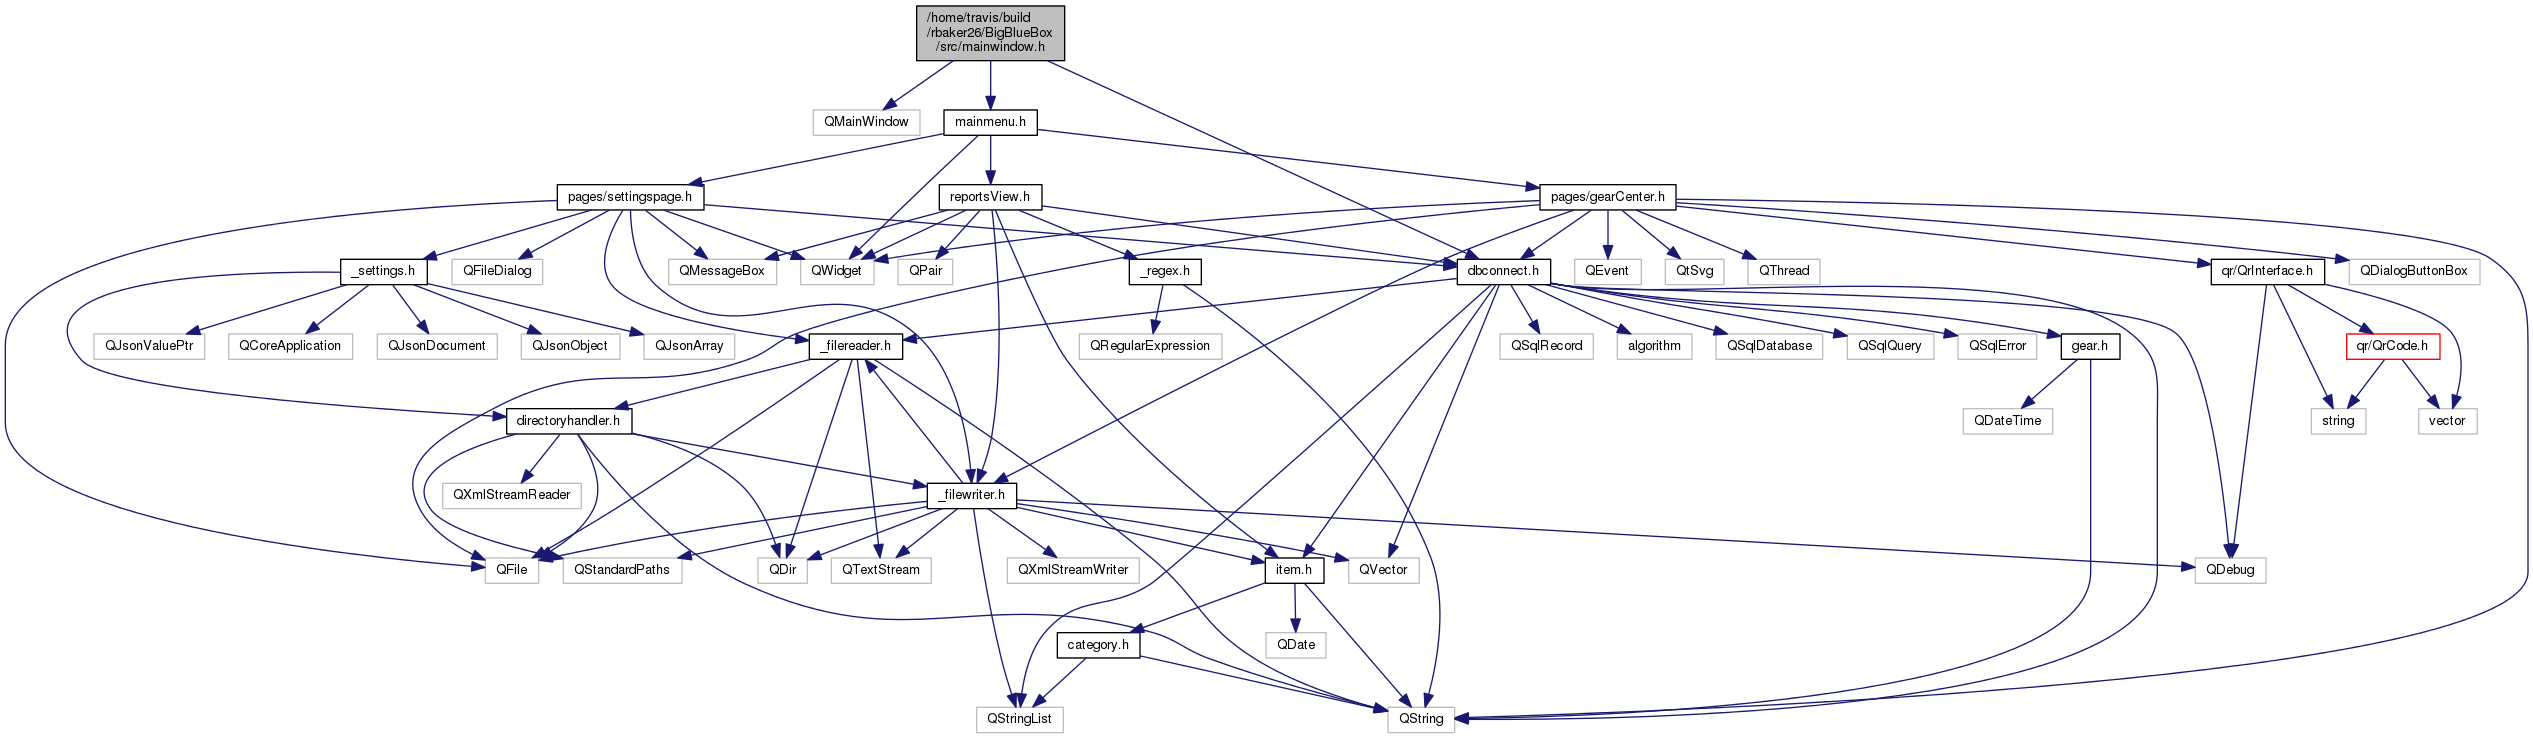 /home/travis/build
/rbaker26/BigBlueBox
/src/mainwindow.h
QMainWindow
mainmenu.h
pages/settingspage.h
reportsView.h
pages/gearCenter.h
_settings.h
QFileDialog
QMessageBox
QWidget
QPair
_regex.h
dbconnect.h
QEvent
QtSvg
QThread
qr/QrInterface.h
QDialogButtonBox
QJsonValuePtr
QCoreApplication
QJsonDocument
QJsonObject
QJsonArray
_filereader.h
QRegularExpression
QSqlRecord
algorithm
QSqlDatabase
QSqlQuery
QSqlError
gear.h
qr/QrCode.h
directoryhandler.h
QDateTime
string
vector
QXmlStreamReader
_filewriter.h
QFile
QStandardPaths
QDir
QTextStream
QXmlStreamWriter
item.h
QVector
QDebug
category.h
QDate
QStringList
QString